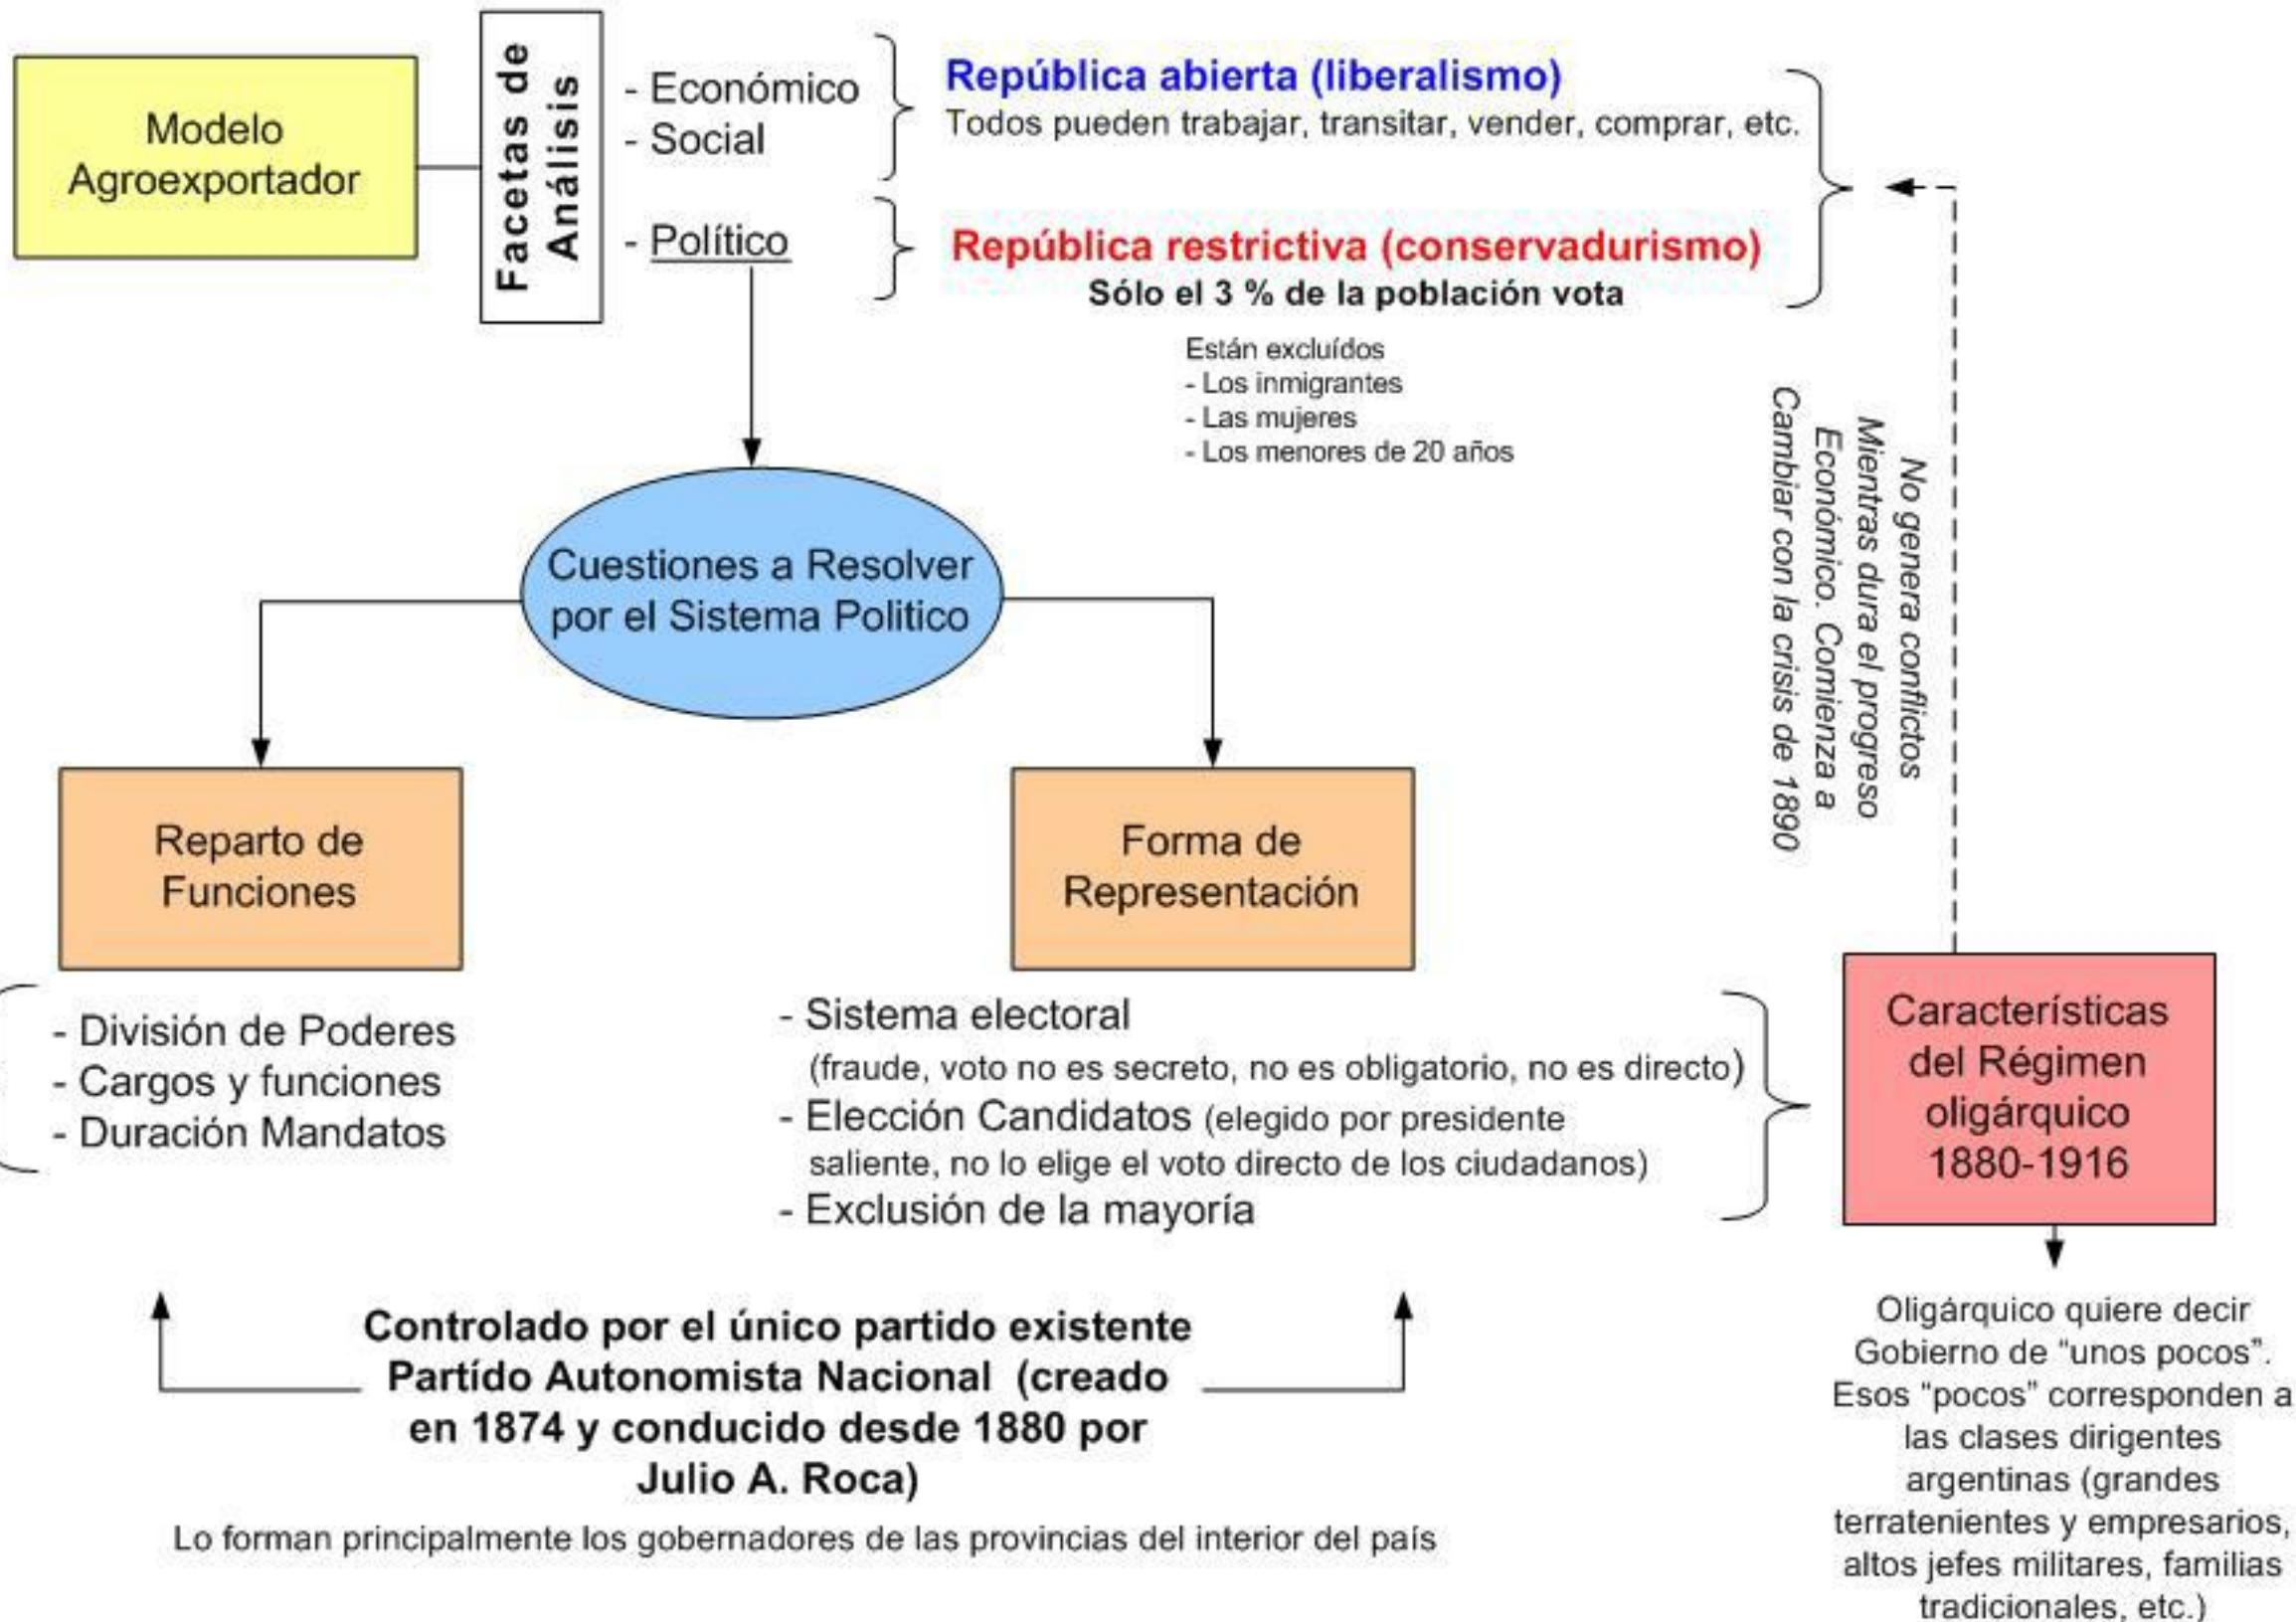 Modelo
Agroexportador
Facetas de
Análisis
- Económico
- Social
- Político
República abierta (liberalismo)
Todos pueden trabajar, transitar, vender, comprar, etc.
República restrictiva (conservadurismo)
Sólo el 3 % de la población vota
Están excluídos
- Los inmigrantes
- Las mujeres
- Los menores de 20 años
No genera conflictos
Mientras dura el progreso
Económico. Comienza a
Cambiar con la crisis de 1890
Cuestiones a Resolver
por el Sistema Politico
Reparto de
Funciones
Forma de
Representación
- División de Poderes
- Cargos y funciones
- Duración Mandatos
- Sistema electoral
(fraude, voto no es secreto, no es obligatorio, no es directo)
- Elección Candidatos (elegido por presidente
saliente, no lo elige el voto directo de los ciudadanos)
- Exclusión de la mayoría
Característísticas
del Régimen
oligárquico
1880-1916
Controlado por el único partido existente
Partído Autonomista Nacional (creado
en 1874 y conducido desde 1880 por
Julio A. Roca)
Lo forman principalmente los gobernadores de las provincias del interior del país
Oligárquico quiere decir
Gobierno de “unos pocos”.
Esos “pocos” corresponden a
las clases dirigentes
argentinas (grandes
terratenientes y empresarios,
altos jefes militares, familias
tradicionales, etc.)